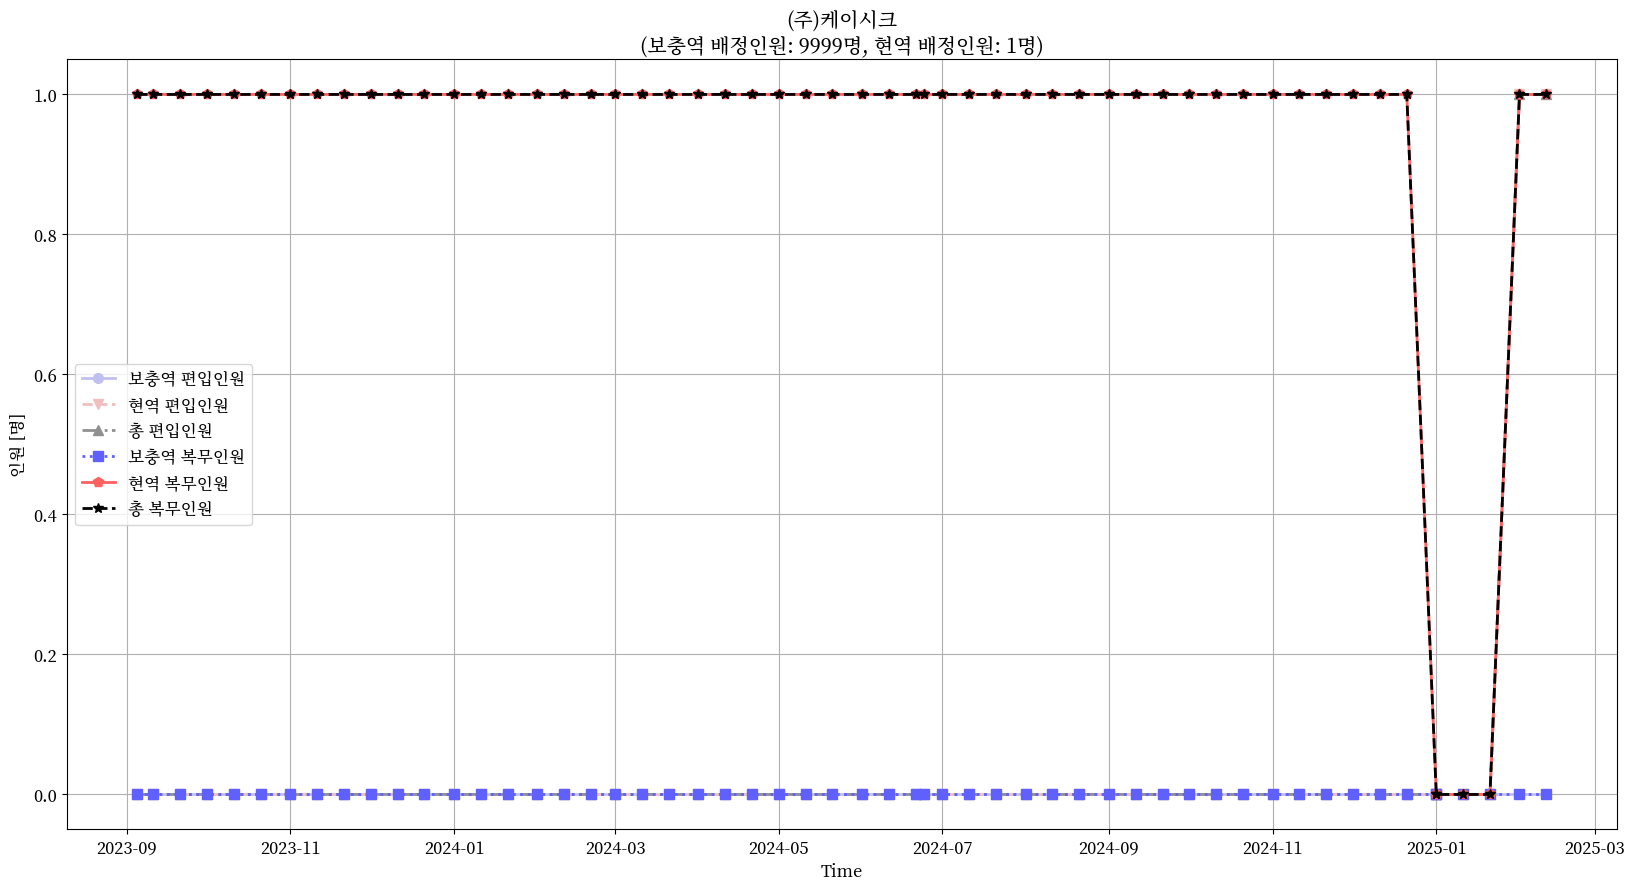 (주)케이시크
(보충역 배정인원: 9999명, 현역 배정인원: 1명)
인원 [명]
1.0
0.8
0.6
0.4
0.2
0.0
보충역 편입인원
현역 편입인원
총 편입인원
보충역 복무인원
현역 복무인원
총 복무인원
2023-09 2023-11 2024-01 2024-03 2024-05 2024-07 2024-09 2024-11 2025-01 2025-03
Time